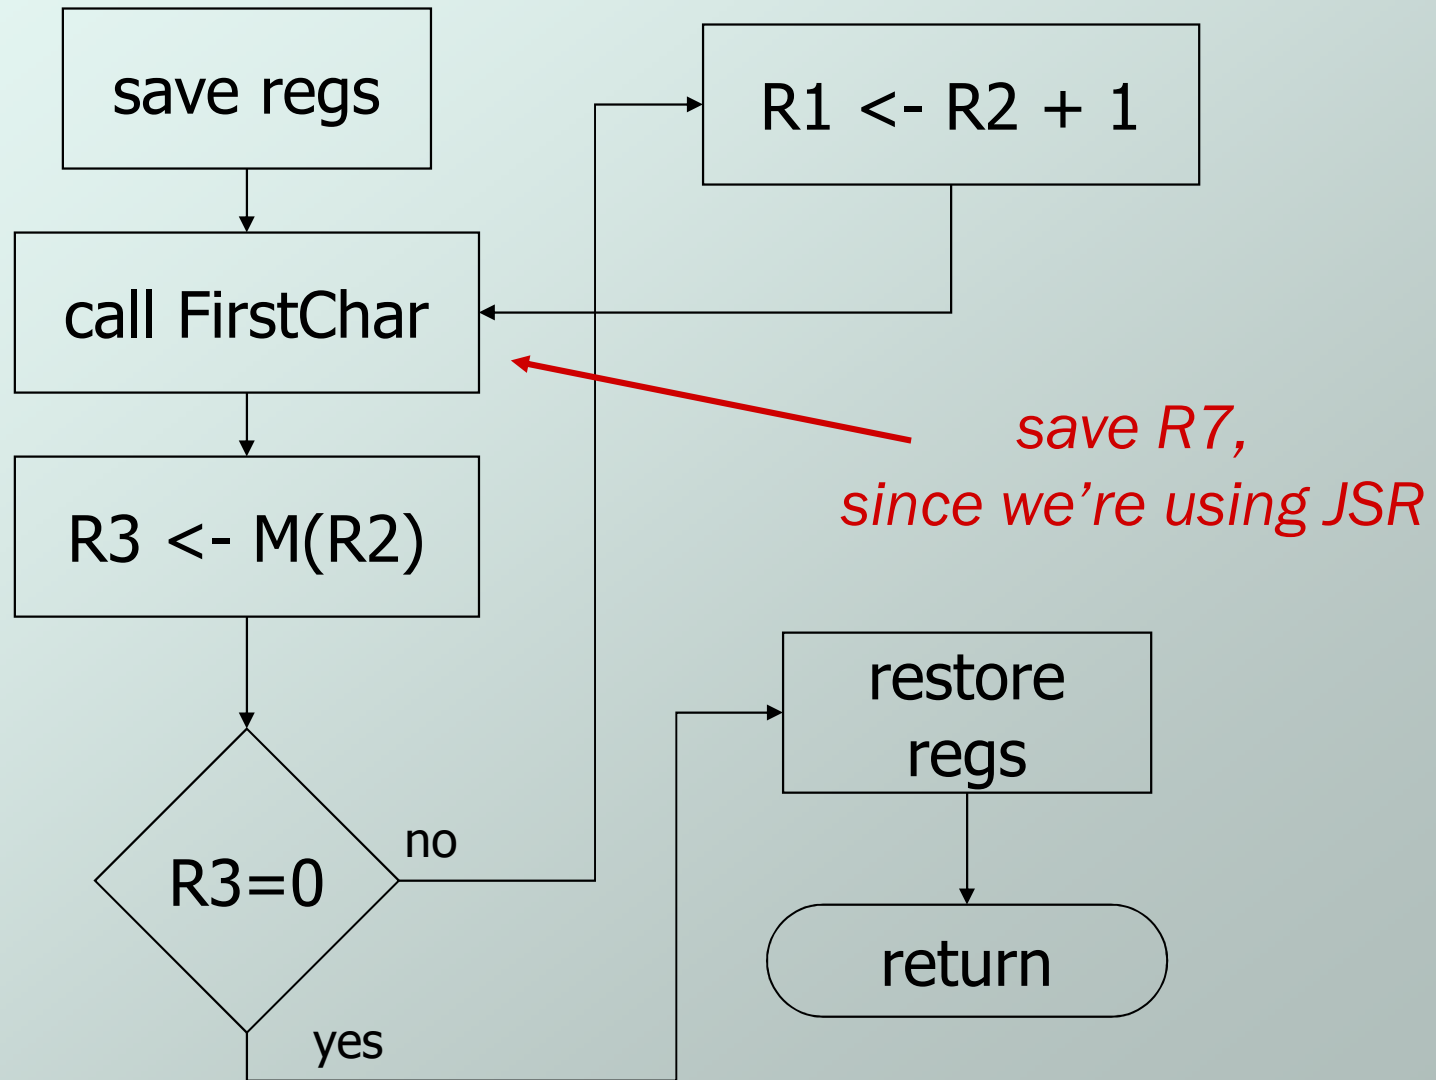 save regs
R1 <- R2 + 1
call FirstChar
save R7,
since we’re using JSR
R3 <- M(R2)
restore
regs
no
R3=0
return
yes